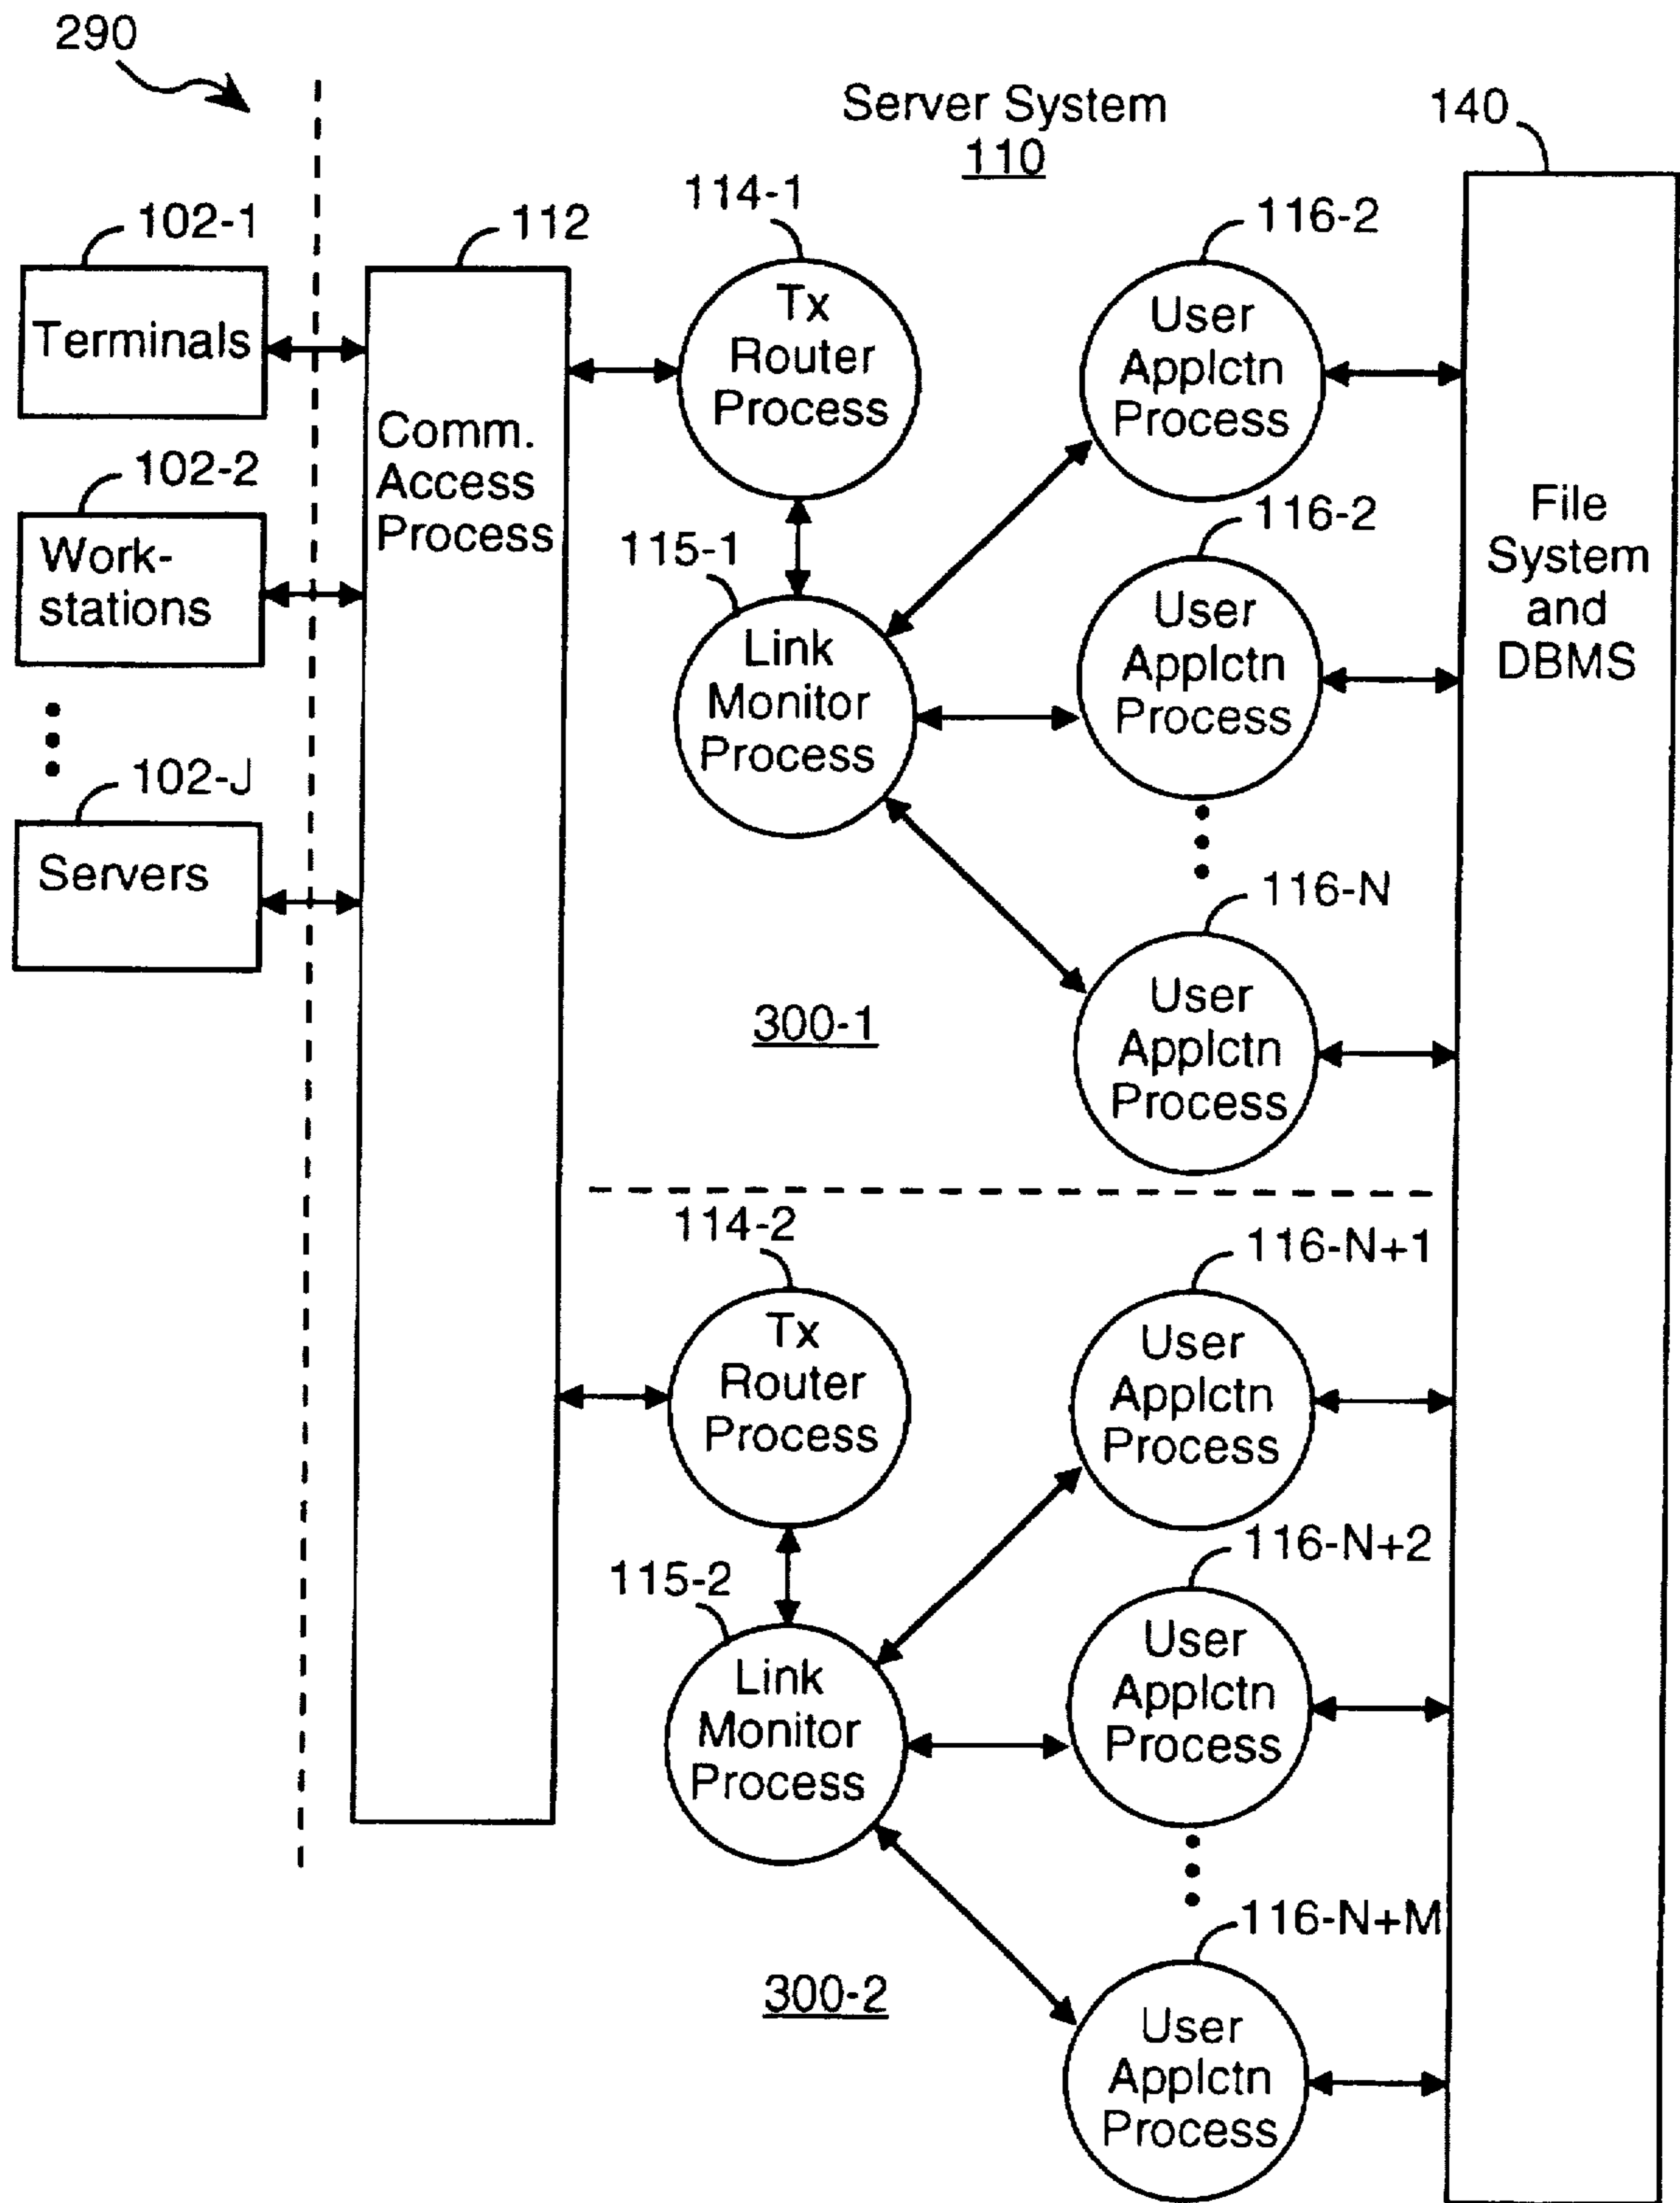 290
Server System
110
140
102-1
112
114-1
116-2
Terminals
Comm.
Access
Process
Tx
Router
Process
User
Applctn
Process
102-2
Work-
stations
115-1
116-2
Link
Monitor
Process
User
Applctn
Process
File
System
and
DBMS
102-J
Servers
116-N
300-1
User
Applctn
Process
114-2
116-N+1
Tx
Router
Process
User
Applctn
Process
115-2
116-N+2
Link
Monitor
Process
User
Applctn
Process
116-N+M
300-2
User
Applctn
Process